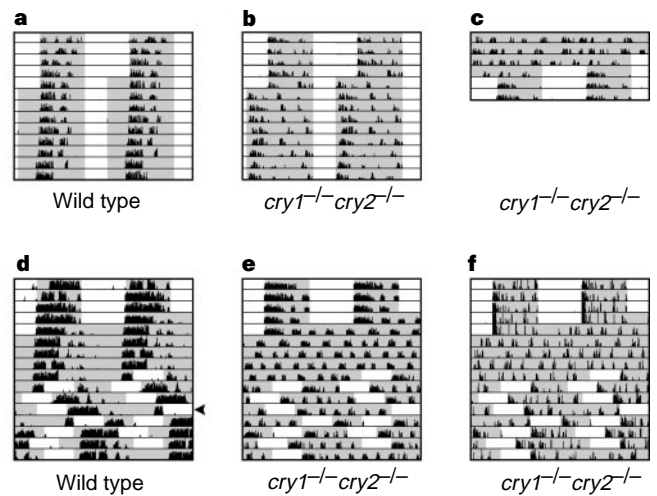 a b c
Wild type cry1−/−cry2−/− cry1−/−cry2−/−
d e f
Wild type cry1−/−cry2−/− cry1−/−cry2−/−